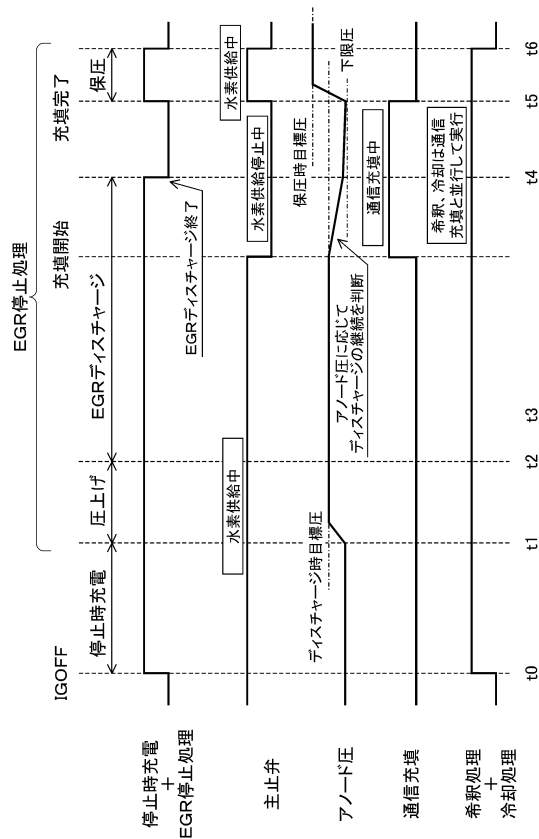 EGR停止処理
IGOFF
充填開始
充填完了
停止時充電
圧上げ
EGRディスチャージ
保圧
停止時充電
+
EGR停止処理
EGRディスチャージ終了
水素供給中
水素供給停止中
水素供給中
主止弁
ディスチャージ時目標圧
保圧時目標圧
下限圧
アノード圧
アノード圧に応じて
ディスチャージの継続を判断
通信充填中
通信充填
希釈、冷却は通信
充填と並行して実行
希釈処理
+
冷却処理
t0
t1
t2
t3
t4
t5
t6